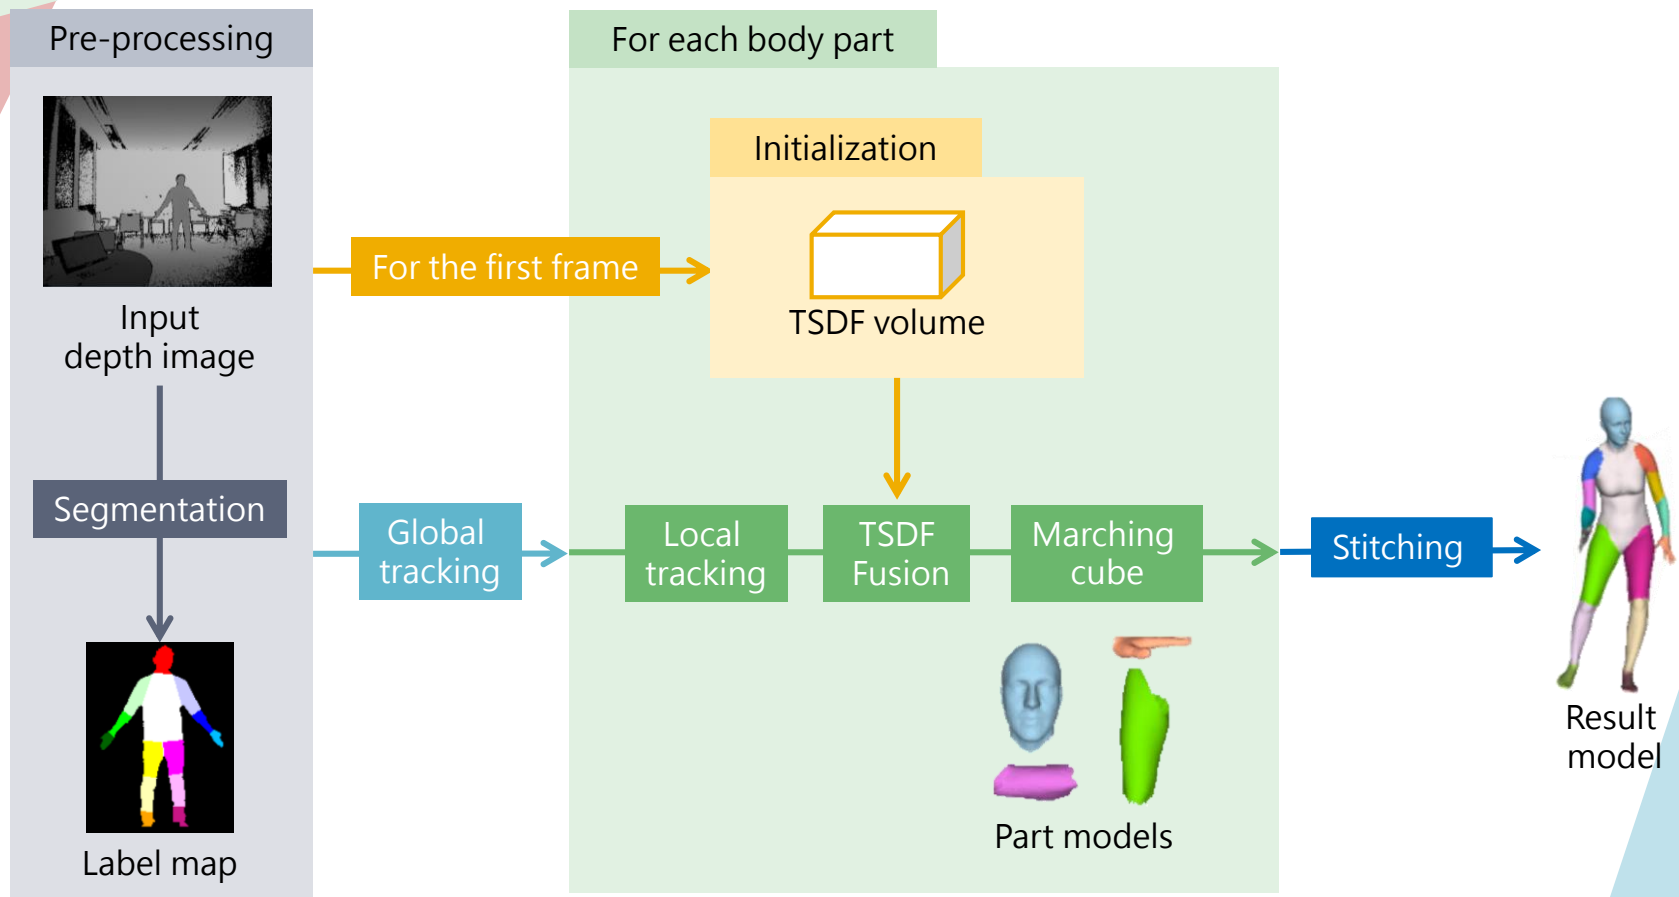 Pre-processing
Input
depth image
Segmentation
Label map
For the first frame
Global
tracking
For each body part
Initialization
TSDF volume
Local
tracking
TSDF
Fusion
Marching
cube
Part models
Stitching
Result
model